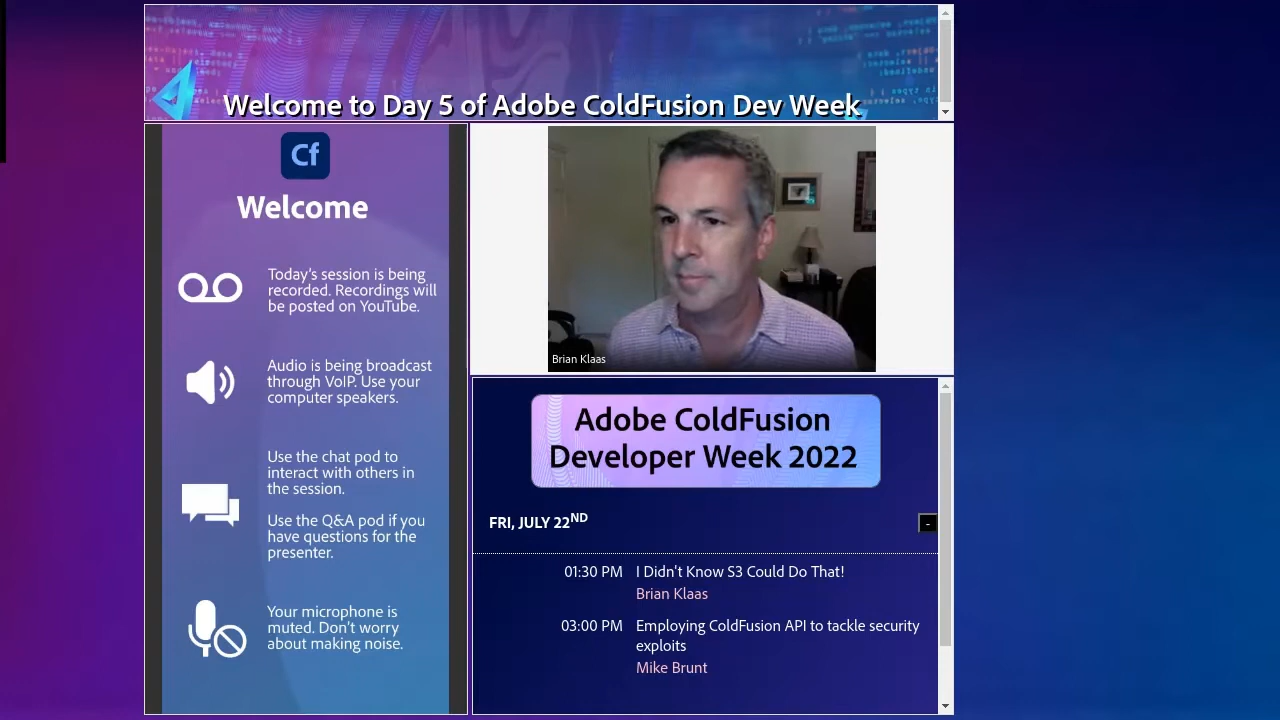 Welcome to Day 5 of Adobe ColdFusion Dev Week
Cf
Welcome
Today's session is being
recorded. Recordings will
be posted on YouTube.
Audio is being broadcast
through VoIP. Use your
computer speakers.
Use the chat pod to
interact with others in
the session.
Use the Q&A pod if you
have questions for the
presenter.
Your microphone is
muted. Don't worry
about making noise.
Brian Klaas
Adobe ColdFusion
Developer Week 2022
FRI, JULY 22ND
-
01:30 PM I Didn't Know S3 Could Do That!
Brian Klaas
03:00 PM Employing ColdFusion API to tackle security
exploits
Mike Brunt